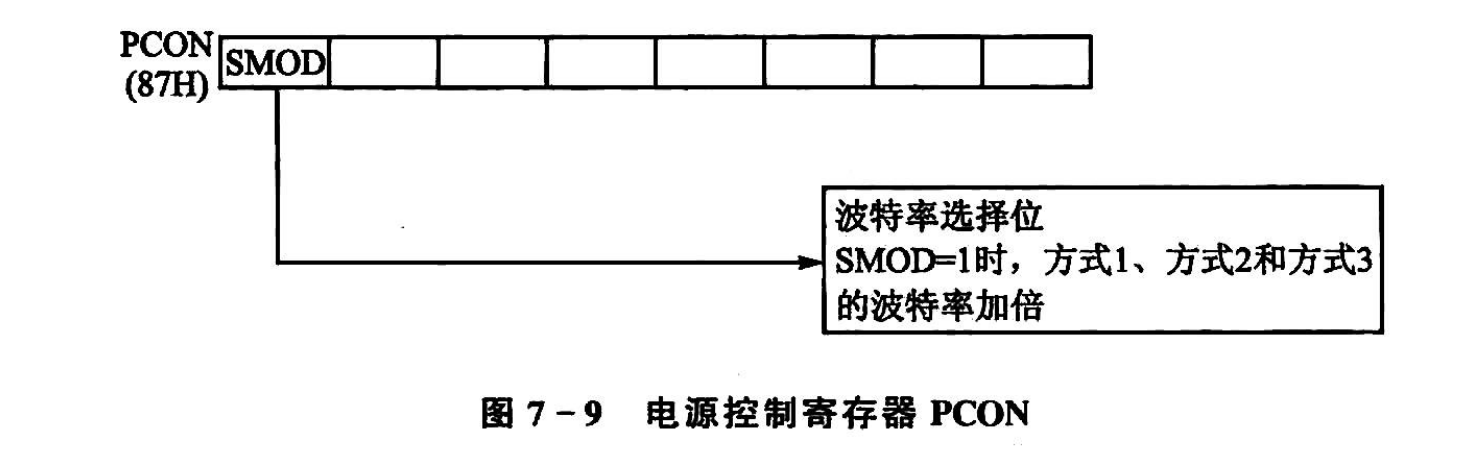 PCON
(87H)
SMOD
波特率选择位
SMOD=1时，方式1、方式2和方式3
的波特率加倍
图 7-9 电源控制寄存器 PCON